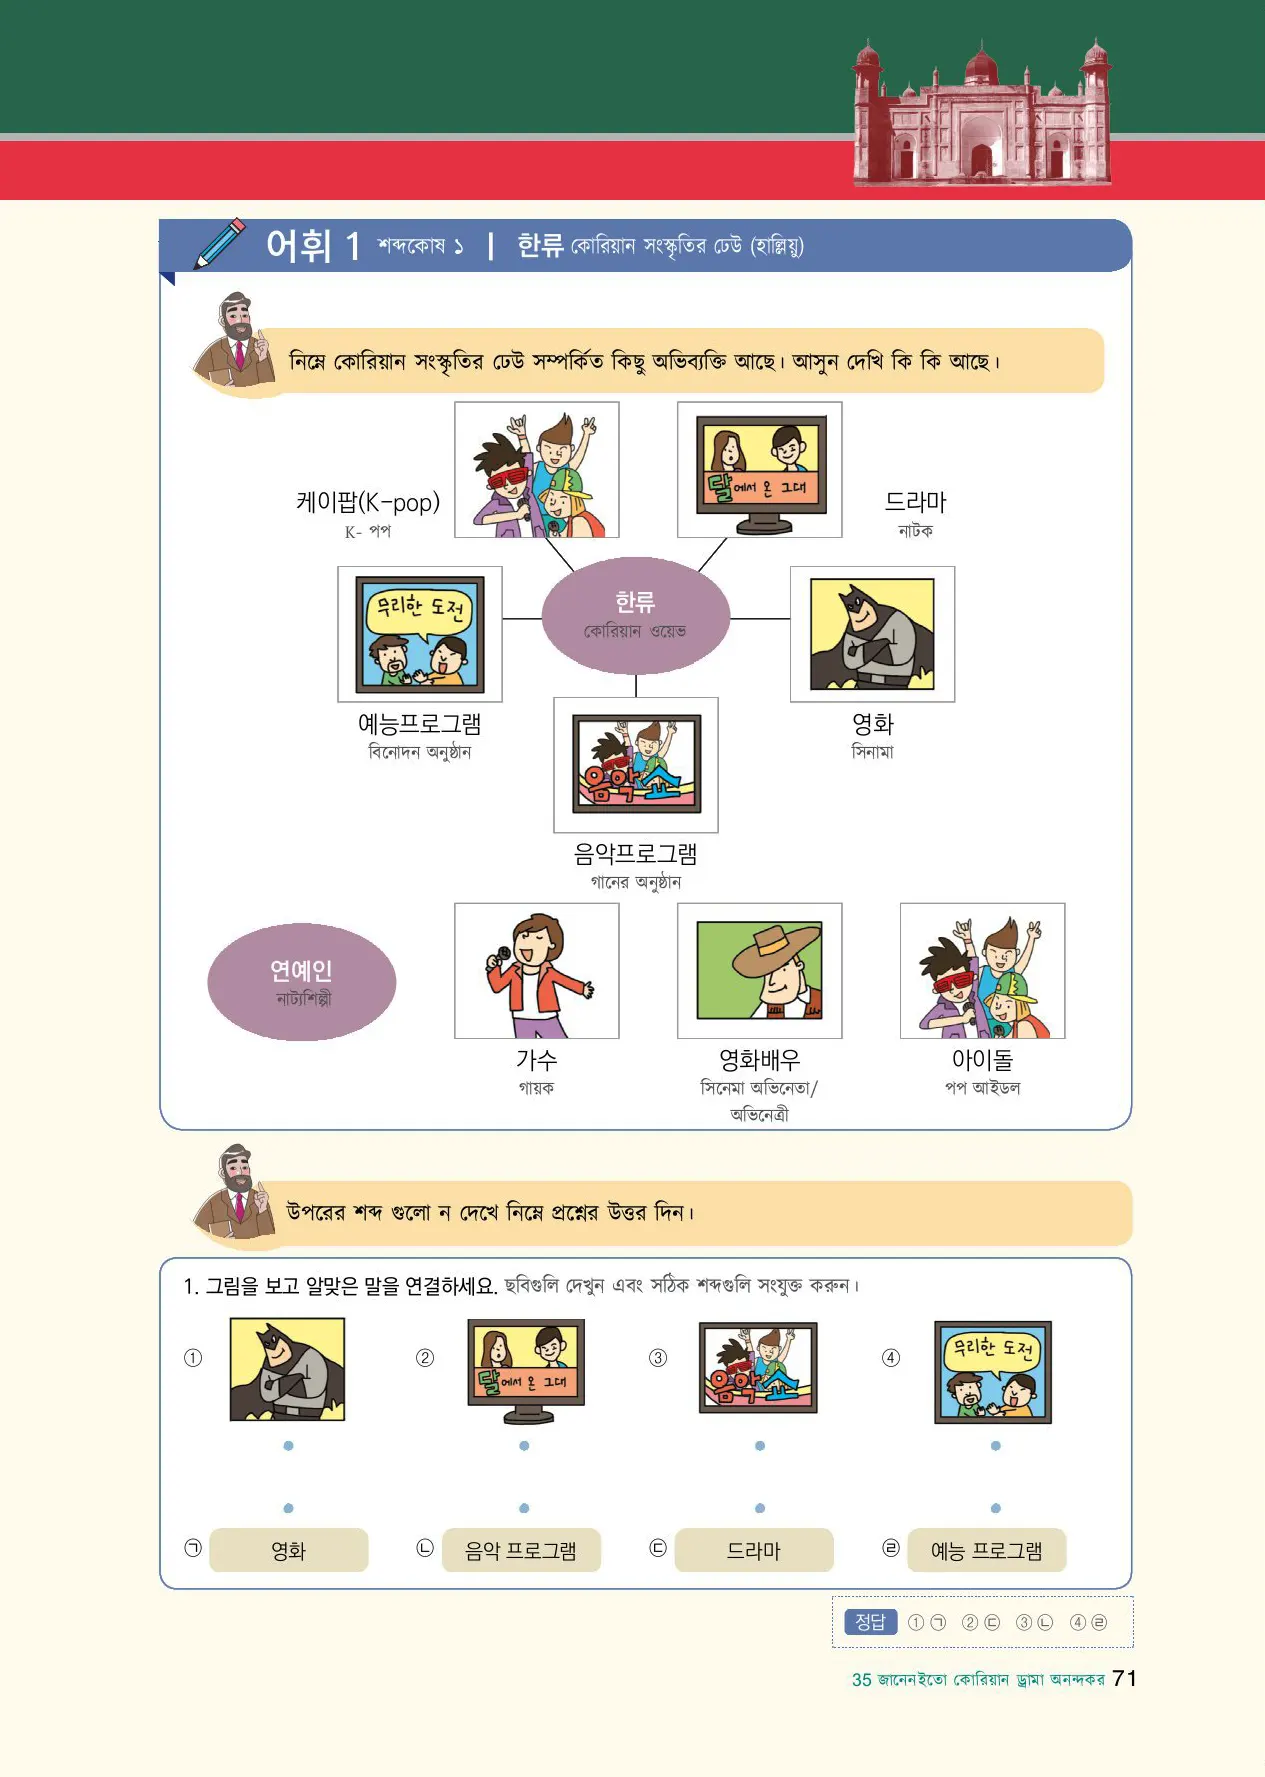 어휘 1 শব্দকোষ ১ | 한류 কোরিয়ান সংস্কৃতির ঢেউ (হাল্লিয়ু)
নিম্নে কোরিয়ান সংস্কৃতির ঢেউ সম্পর্কিত কিছু অভিব্যক্তি আছে। আসুন দেখি কি কি আছে।
달에서 온 그대
케이팝(K-pop)
K- পপ
드라마
নাটক
무리한 도전
한류
কোরিয়ান ওয়েভ
예능프로그램
বিনোদন অনুষ্ঠান
영화
সিনামা
음악쇼
음악프로그램
গানের অনুষ্ঠান
연예인
নাট্যশিল্পী
가수
গায়ক
영화배우
সিনেমা অভিনেতা/
অভিনেত্রী
아이돌
পপ আইডল
উপরের শব্দ গুলো ন দেখে নিম্নে প্রশ্নের উত্তর দিন।
1. 그림을 보고 알맞은 말을 연결하세요. ছবিগুলি দেখুন এবং সঠিক শব্দগুলি সংযুক্ত করুন।
① ② ③ ④
달에서 온 그대
음악쇼
무리한 도전
㉠ 영화 ㉡ 음악 프로그램 ㉢ 드라마 ㉣ 예능 프로그램
정답 ① ㉠ ② ㉢ ③ ㉡ ④ ㉣
35 জানেনইতো কোরিয়ান ড্রামা অনন্দকর 71